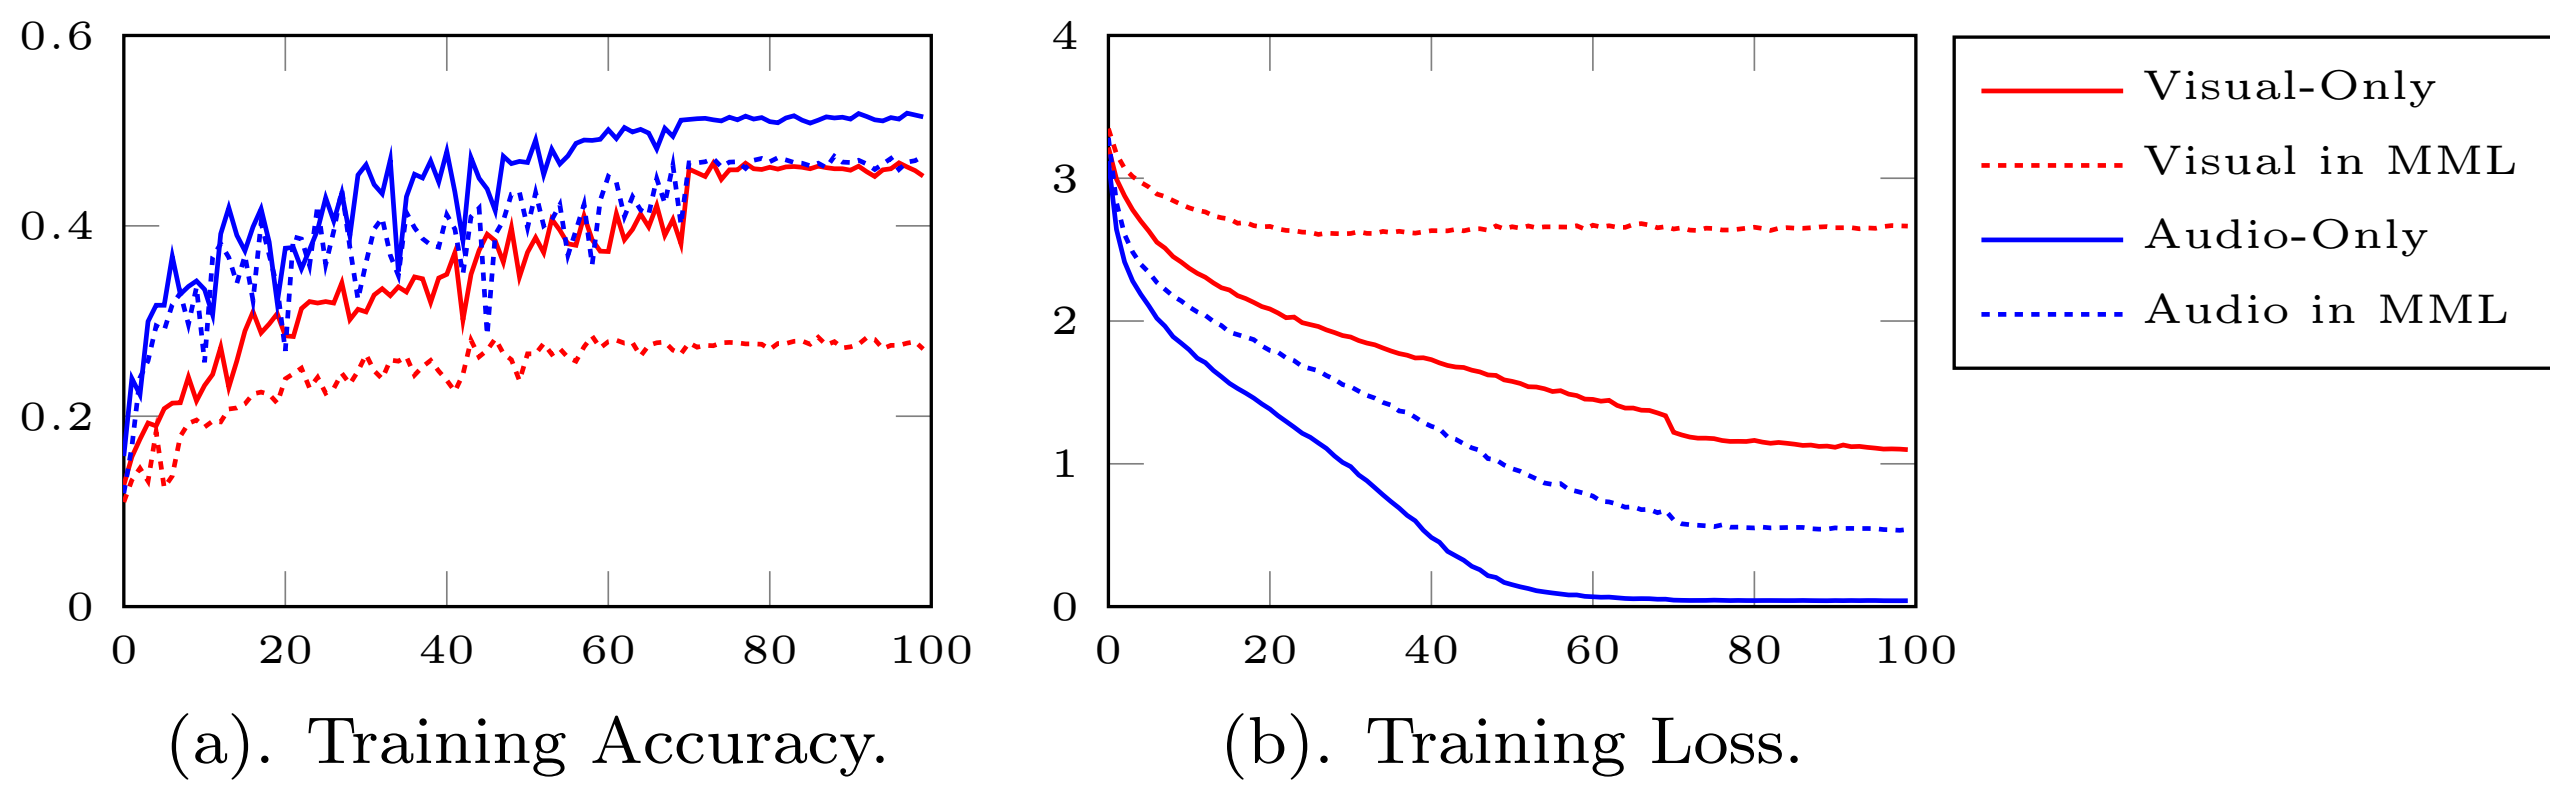 0.6
0.4
0.2
0
0 20 40 60 80 100
(a). Training Accuracy.
4
3
2
1
0
0 20 40 60 80 100
(b). Training Loss.
Visual-Only
Visual in MML
Audio-Only
Audio in MML